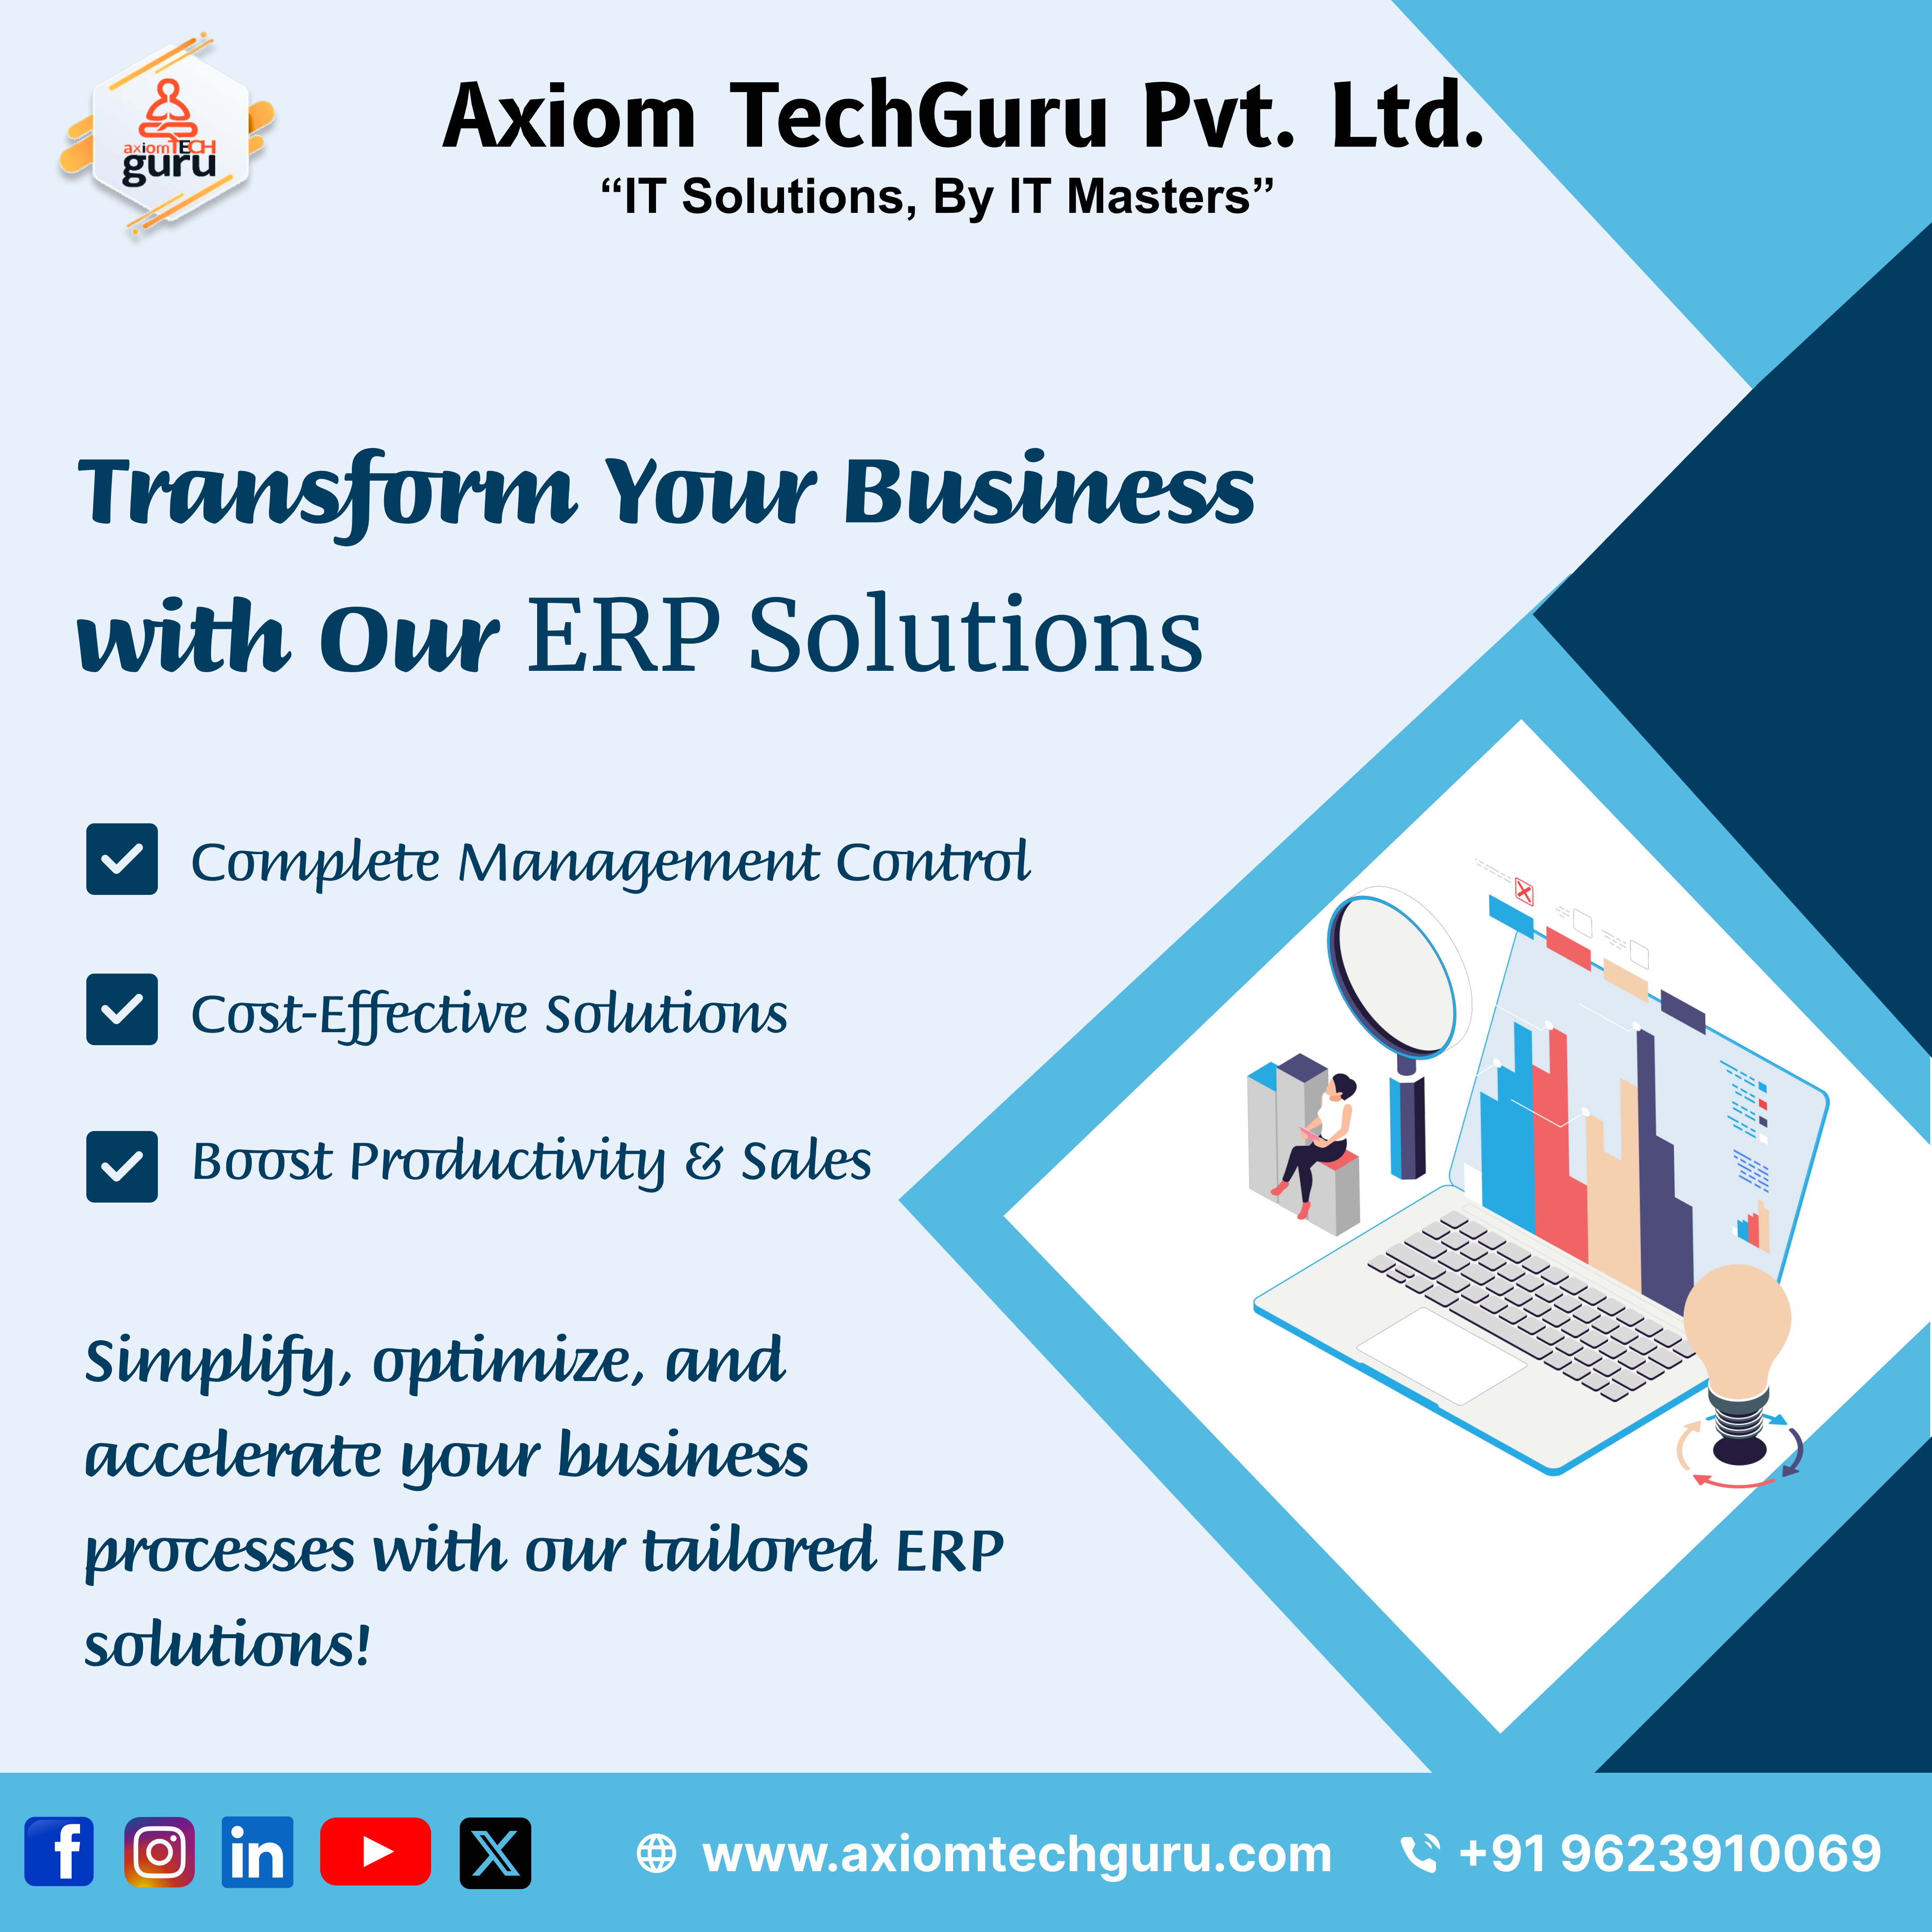 axiomTECH
guru
Axiom TechGuru Pvt. Ltd.
“IT Solutions, By IT Masters”
Transform Your Business
with Our ERP Solutions
Complete Management Control
Cost-Effective Solutions
Boost Productivity & Sales
Simplify, optimize, and
accelerate your business
processes with our tailored ERP
solutions!
www.axiomtechguru.com
+91 9623910069